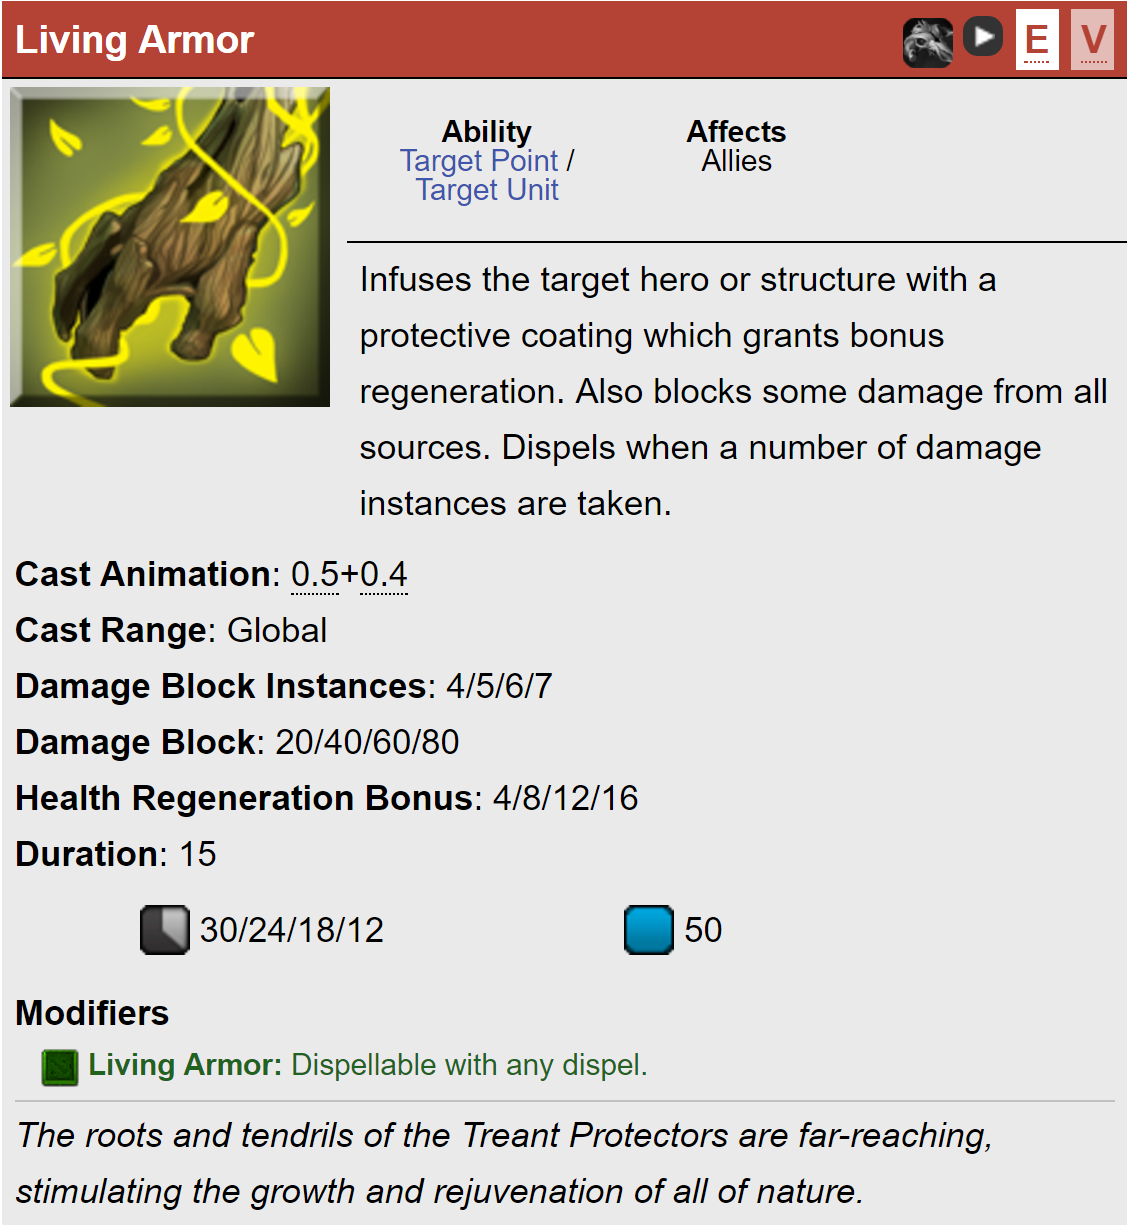 Living Armor
E V
Ability
Target Point /
Target Unit
Affects
Allies
Infuses the target hero or structure with a
protective coating which grants bonus
regeneration. Also blocks some damage from all
sources. Dispels when a number of damage
instances are taken.
Cast Animation: 0.5+0.4
Cast Range: Global
Damage Block Instances: 4/5/6/7
Damage Block: 20/40/60/80
Health Regeneration Bonus: 4/8/12/16
Duration: 15
30/24/18/12
50
Modifiers
Living Armor: Dispellable with any dispel.
The roots and tendrils of the Treant Protectors are far-reaching,
stimulating the growth and rejuvenation of all of nature.